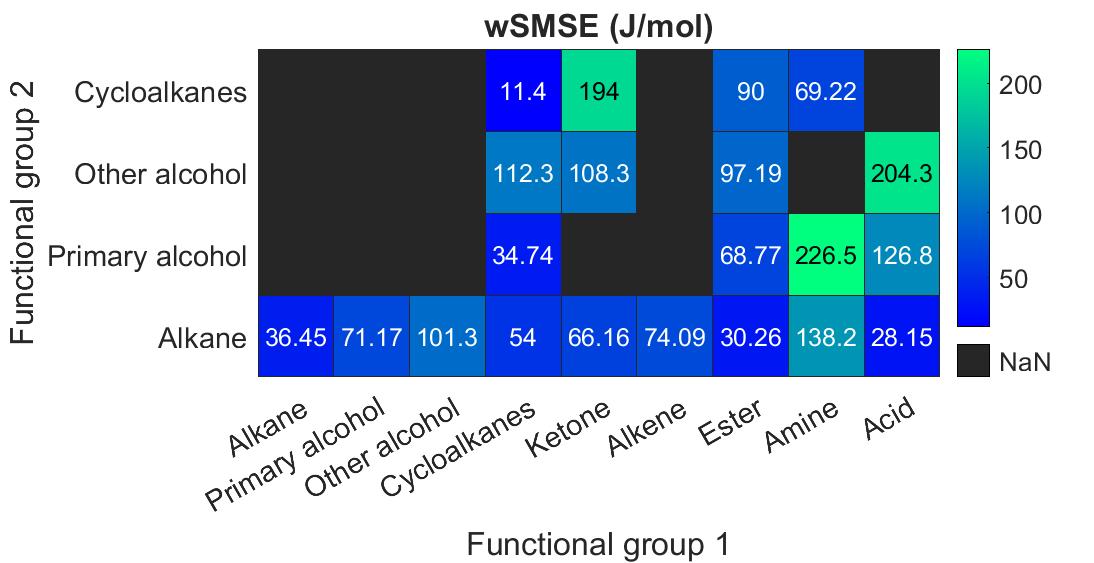 wSMSE (J/mol)
Functional group 2
Cycloalkanes 11.4 194 90 69.22
Other alcohol 112.3 108.3 97.19 204.3
Primary alcohol 34.74 68.77 226.5 126.8
Alkane 36.45 71.17 101.3 54 66.16 74.09 30.26 138.2 28.15
Alkane Primary alcohol Other alcohol Cycloalkanes Ketone Alkene Ester Amine Acid
Functional group 1
200
150
100
50
NaN